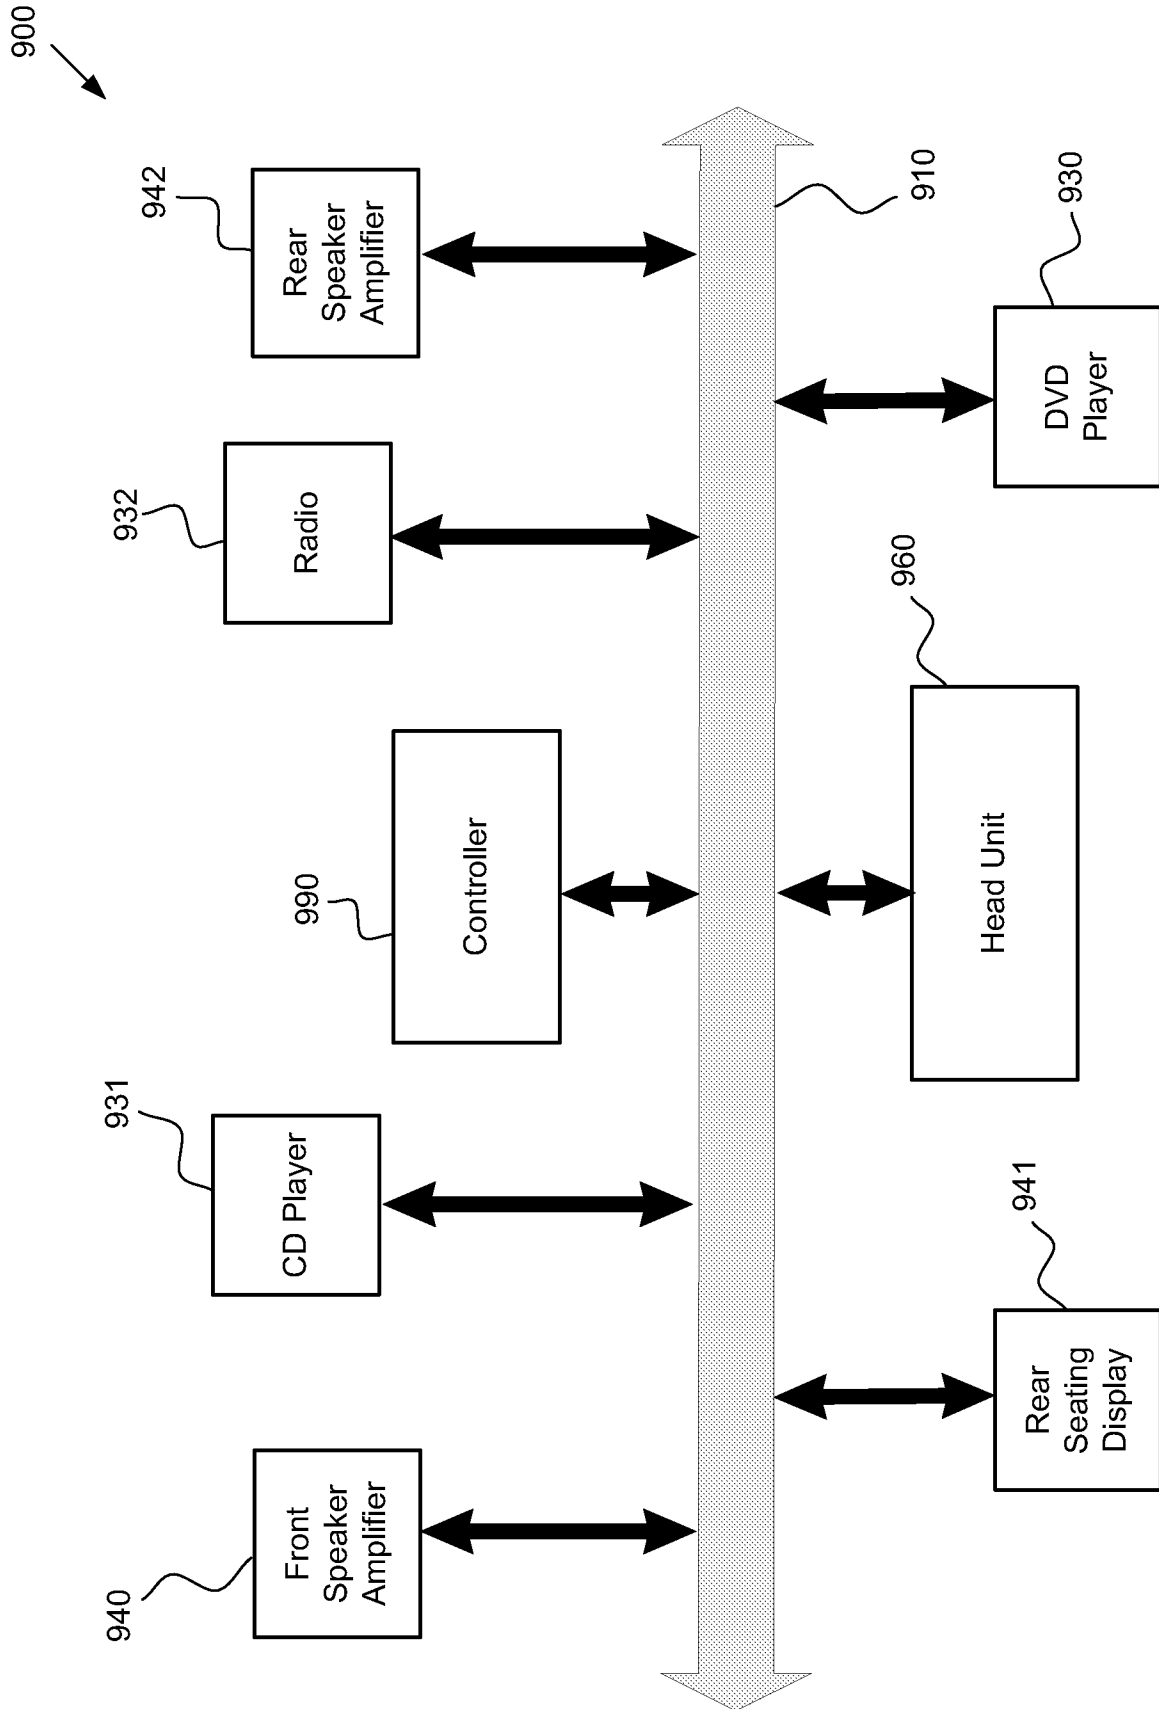 900
940
Front
Speaker
Amplifier
931
CD Player
990
Controller
932
Radio
942
Rear
Speaker
Amplifier
910
941
Rear
Seating
Display
960
Head Unit
930
DVD
Player